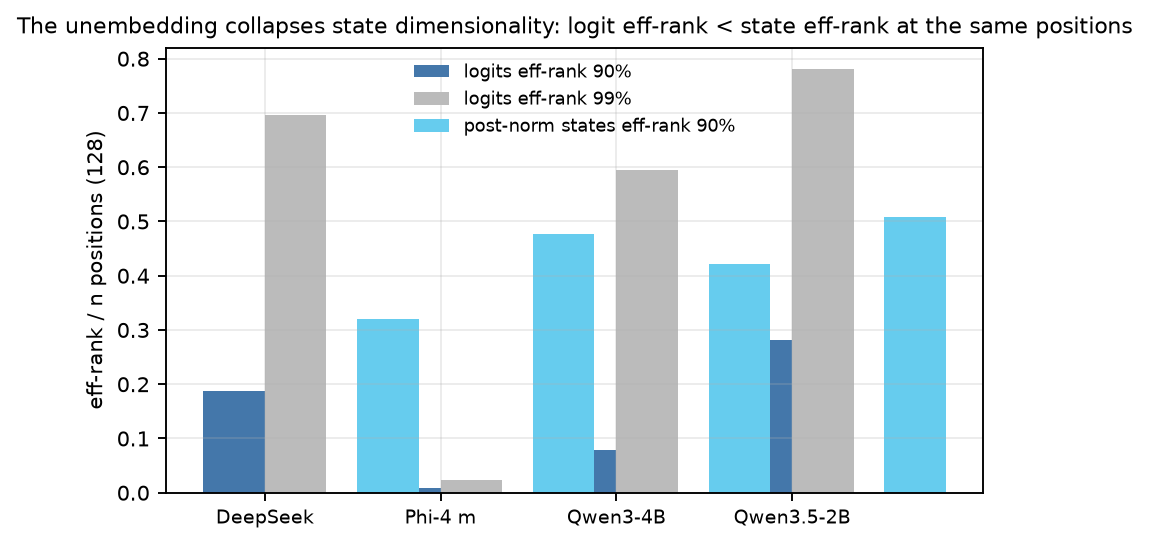 The unembedding collapses state dimensionality: logit eff-rank < state eff-rank at the same positions
logits eff-rank 90%
logits eff-rank 99%
post-norm states eff-rank 90%
eff-rank / n positions (128)
0.8
0.7
0.6
0.5
0.4
0.3
0.2
0.1
0.0
DeepSeek
Phi-4 m
Qwen3-4B
Qwen3.5-2B